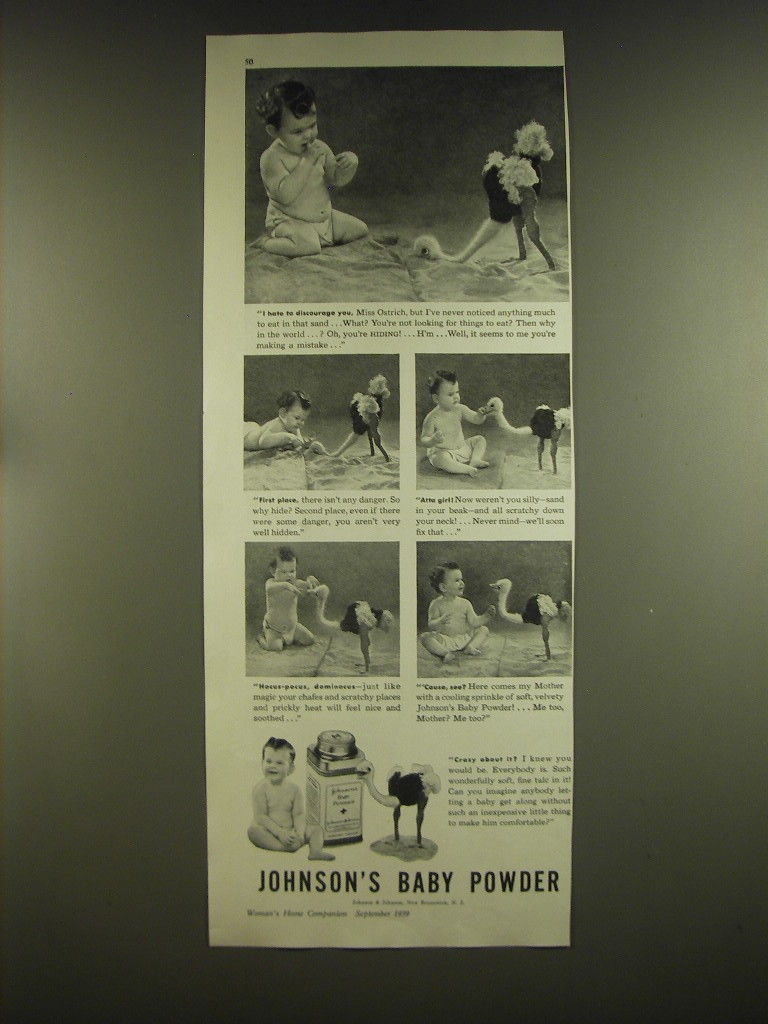 50
"I hate to discourage you, Miss Ostrich, but I've never noticed anything much
to eat in that sand . . . What? You're not looking for things to eat? Then why
in the world . . . ? Oh, you're HIDING! . . . H'm . . . Well, it seems to me you're
making a mistake . . ."
"First place, there isn't any danger. So
why hide? Second place, even if there
were some danger, you aren't very
well hidden."
"Atta girl! Now weren't you silly—sand
in your beak—and all scratchy down
your neck! . . . Never mind—we'll soon
fix that . . ."
"Hocus-pocus, dominocus—just like
magic your chafes and scratchy places
and prickly heat will feel nice and
soothed . . ."
"'Cause, see? Here comes my Mother
with a cooling sprinkle of soft, velvety
Johnson's Baby Powder! . . . Me too,
Mother? Me too?"
"Crazy about it? I knew you
would be. Everybody is. Such
wonderfully soft, fine talc in it!
Can you imagine anybody let-
ting a baby get along without
such an inexpensive little thing
to make him comfortable?"
Johnson's
Baby
Powder
Johnson & Johnson
JOHNSON'S BABY POWDER
Johnson & Johnson, New Brunswick, N. J.
Woman's Home Companion September 1939